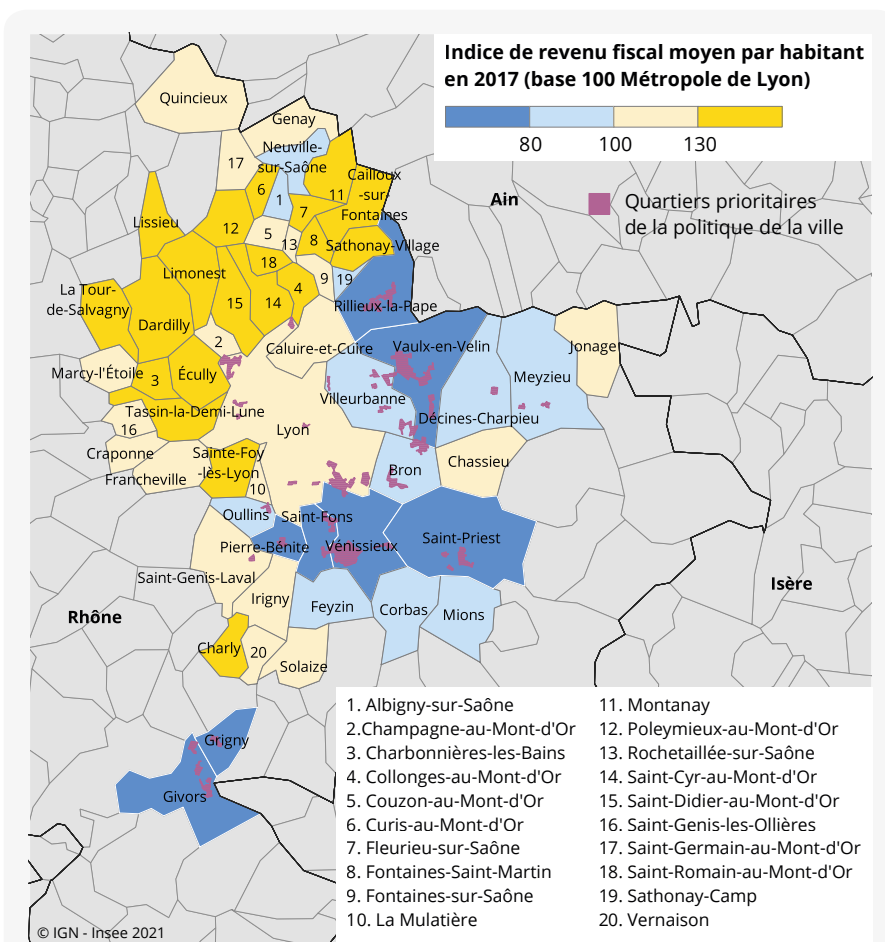 Indice de revenu fiscal moyen par habitant
en 2017 (base 100 Métropole de Lyon)
80 100 130
Quartiers prioritaires
de la politique de la ville
Quincieux
Genay
Neuville-
sur-Saône
17
Cailloux
-sur-
Fontaines
6
1
11
7
Ain
Lissieu
12
5
13
8
Sathonay-Village
18
Limonest
9
19
4
La Tour-
de-Salvagny
15
14
Rillieux-la-Pape
Dardilly
2
Caluire-et-Cuire
Vaulx-en-Velin
Jonage
Marcy-l'Étoile
3
Écully
Meyzieu
Villeurbanne
Tassin-la-Demi-Lune
Décines-Charpieu
16
Lyon
Craponne
Sainte-Foy
-lès-Lyon
Francheville
10
Bron
Chassieu
Oullins
Saint-Fons
Pierre-Bénite
Vénissieux
Saint-Priest
Saint-Genis-Laval
Irigny
Feyzin
Corbas
Mions
Isère
Rhône
Charly
20
Solaize
Grigny
Givors
1. Albigny-sur-Saône
2.Champagne-au-Mont-d'Or
3. Charbonnières-les-Bains
4. Collonges-au-Mont-d'Or
5. Couzon-au-Mont-d'Or
6. Curis-au-Mont-d'Or
7. Fleurieu-sur-Saône
8. Fontaines-Saint-Martin
9. Fontaines-sur-Saône
10. La Mulatière
11. Montanay
12. Poleymieux-au-Mont-d'Or
13. Rochetaillée-sur-Saône
14. Saint-Cyr-au-Mont-d'Or
15. Saint-Didier-au-Mont-d'Or
16. Saint-Genis-les-Ollières
17. Saint-Germain-au-Mont-d'Or
18. Saint-Romain-au-Mont-d'Or
19. Sathonay-Camp
20. Vernaison
© IGN - Insee 2021